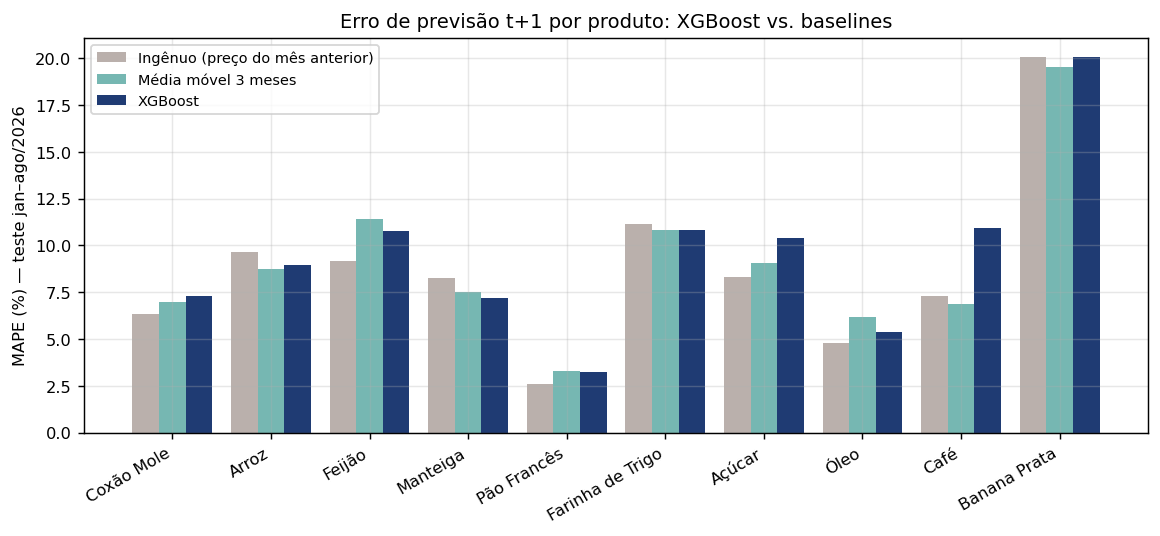 Erro de previsão t+1 por produto: XGBoost vs. baselines
Ingênuo (preço do mês anterior)
Média móvel 3 meses
XGBoost
MAPE (%) — teste jan–ago/2026
20.0
17.5
15.0
12.5
10.0
7.5
5.0
2.5
0.0
Coxão Mole
Arroz
Feijão
Manteiga
Pão Francês
Farinha de Trigo
Açúcar
Óleo
Café
Banana Prata